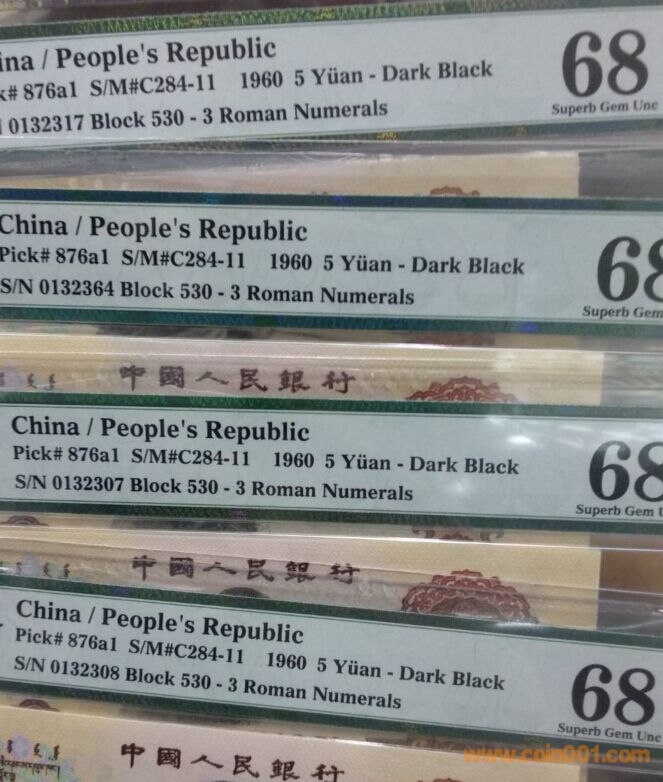 ina / People's Republic
k# 876a1 S/M#C284-11 1960 5 Yüan - Dark Black
0132317 Block 530 - 3 Roman Numerals
68
Superb Gem Unc
China / People's Republic
Pick# 876a1 S/M#C284-11 1960 5 Yüan - Dark Black
S/N 0132364 Block 530 - 3 Roman Numerals
68
Superb Gem
中國人民銀行
China / People's Republic
Pick# 876a1 S/M#C284-11 1960 5 Yüan - Dark Black
S/N 0132307 Block 530 - 3 Roman Numerals
68
Superb Gem U
中國人民銀行
China / People's Republic
Pick# 876a1 S/M#C284-11 1960 5 Yüan - Dark Black
S/N 0132308 Block 530 - 3 Roman Numerals
68
Superb Gem Unc
www.coin001.com
中國人民銀行